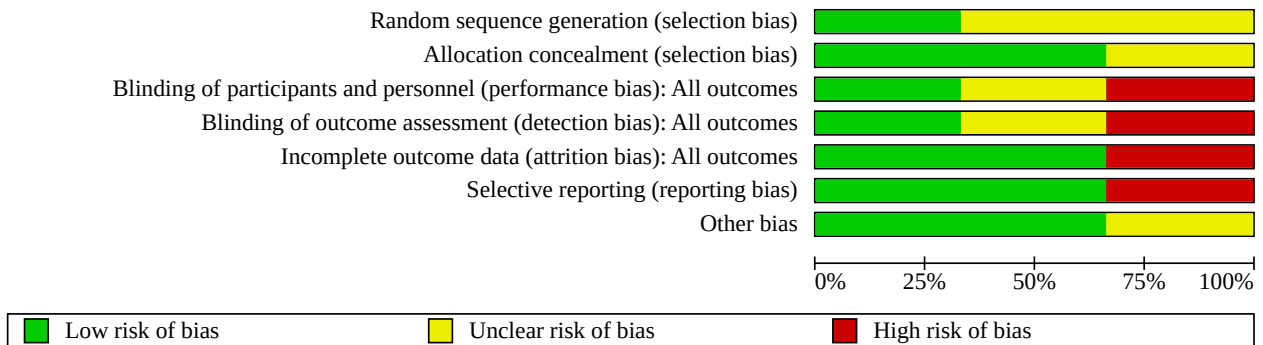 Random sequence generation (selection bias)
Allocation concealment (selection bias)
Blinding of participants and personnel (performance bias): All outcomes
Blinding of outcome assessment (detection bias): All outcomes
Incomplete outcome data (attrition bias): All outcomes
Selective reporting (reporting bias)
Other bias
0% 25% 50% 75% 100%
Low risk of bias Unclear risk of bias High risk of bias